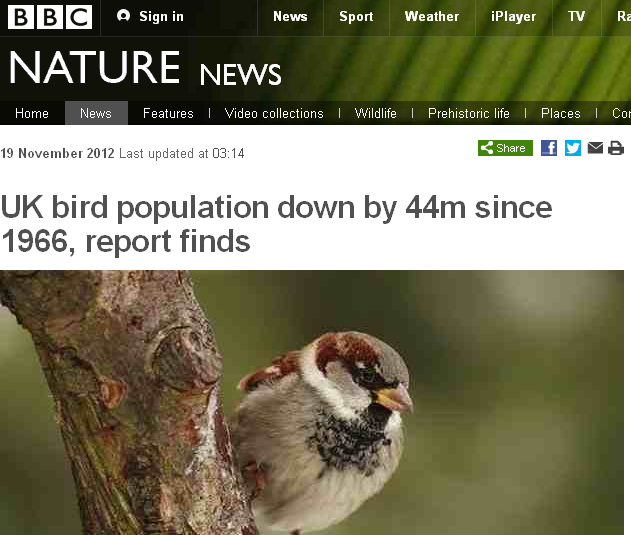 BBC Sign in News Sport Weather iPlayer TV
NATURE NEWS
Home News Features Video collections Wildlife Prehistoric life Places
19 November 2012 Last updated at 03:14 Share
UK bird population down by 44m since
1966, report finds